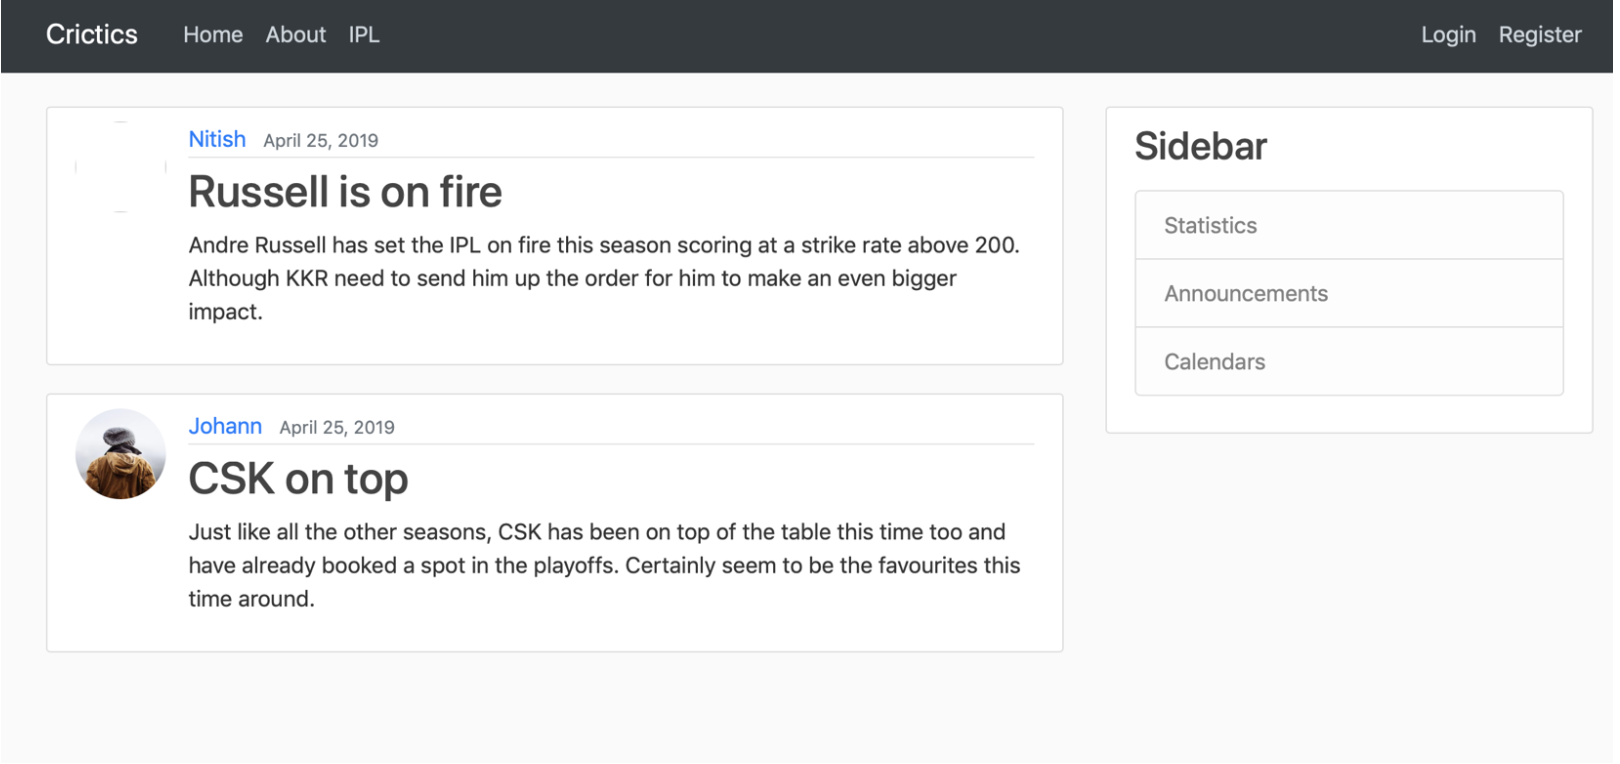 Crictics Home About IPL Login Register
Nitish April 25, 2019
Russell is on fire
Andre Russell has set the IPL on fire this season scoring at a strike rate above 200.
Although KKR need to send him up the order for him to make an even bigger
impact.
Johann April 25, 2019
CSK on top
Just like all the other seasons, CSK has been on top of the table this time too and
have already booked a spot in the playoffs. Certainly seem to be the favourites this
time around.
Sidebar
Statistics
Announcements
Calendars